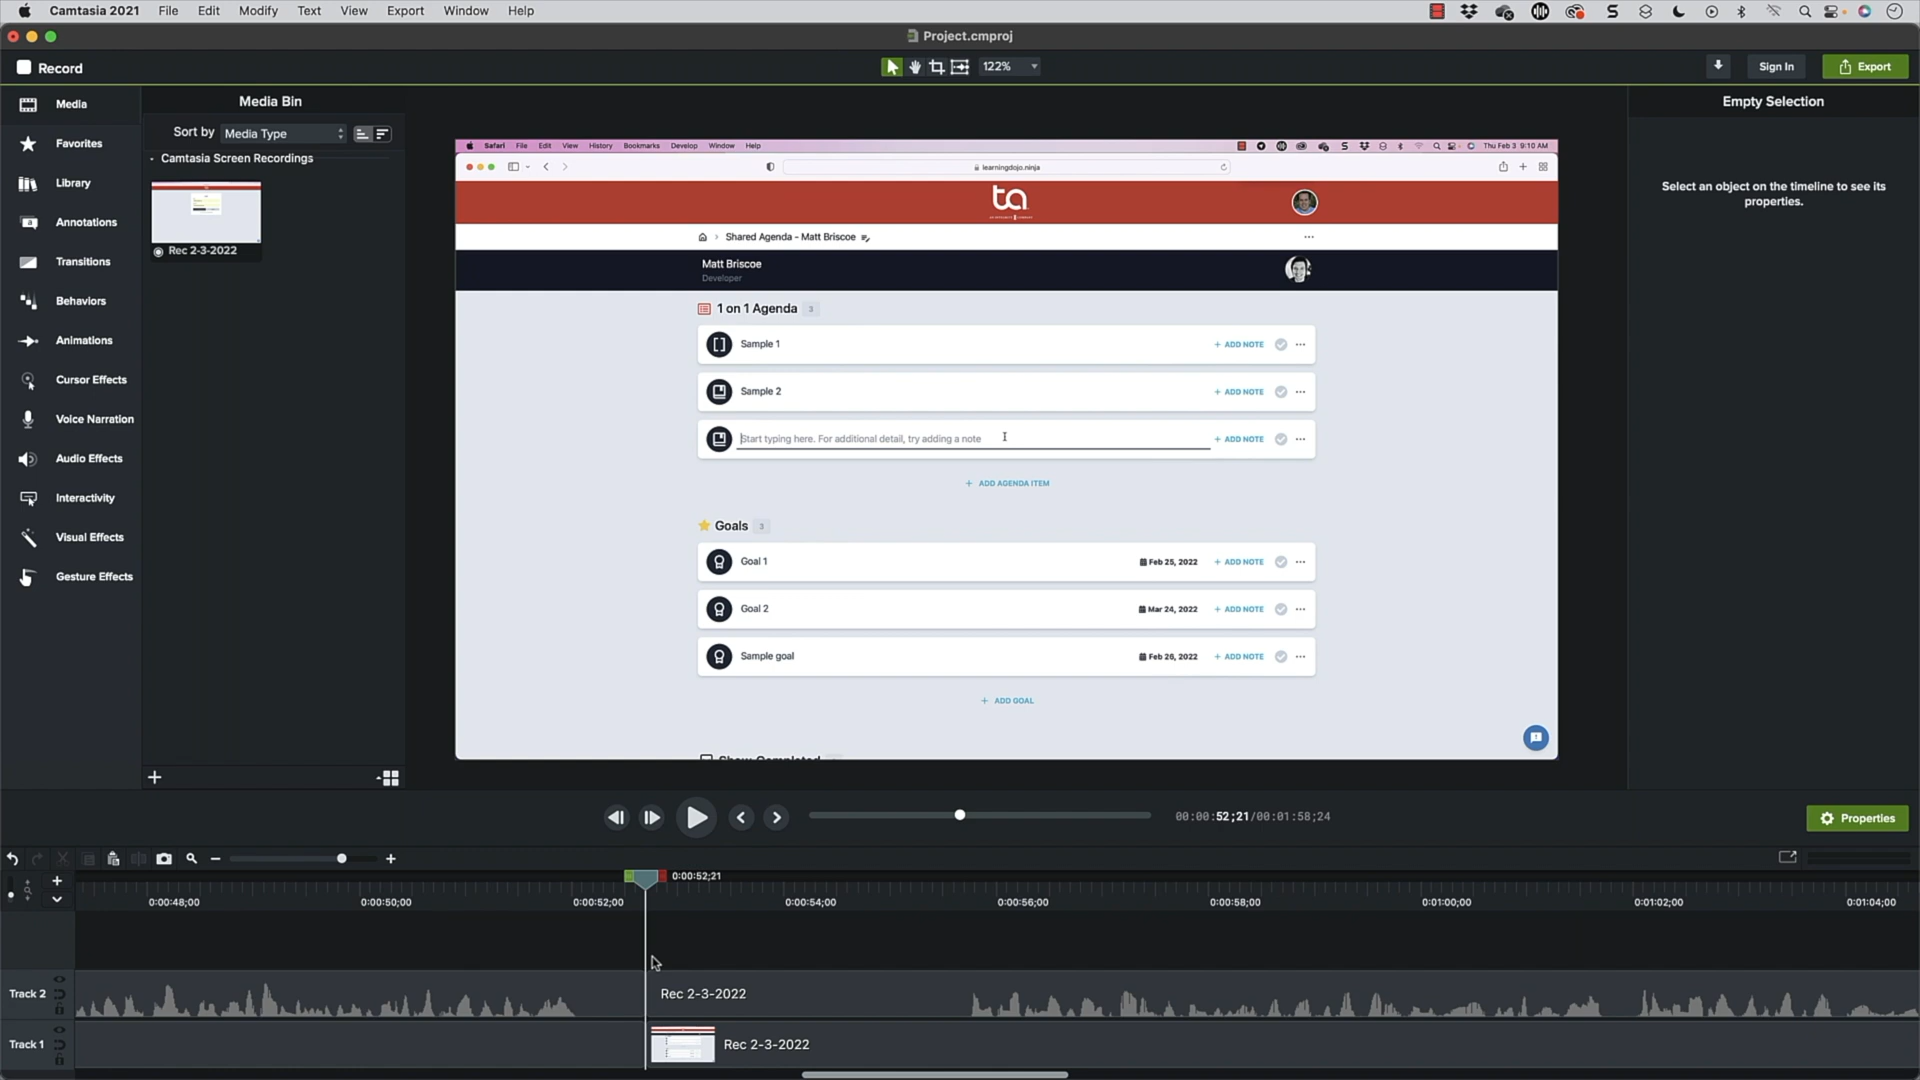 Camtasia 2021 File Edit Modify Text View Export Window Help
Project.cmproj
Record 122% Sign In Export
Media
Favorites
Library
Annotations
Transitions
Behaviors
Animations
Cursor Effects
Voice Narration
Audio Effects
Interactivity
Visual Effects
Gesture Effects
Media Bin
Sort by Media Type
Camtasia Screen Recordings
Rec 2-3-2022
Safari File Edit View History Bookmarks Develop Window Help Thu Feb 3 9:10 AM
learningdojo.ninja
ta
Shared Agenda - Matt Briscoe
Matt Briscoe
Developer
1 on 1 Agenda 3
Sample 1 + ADD NOTE
Sample 2 + ADD NOTE
Start typing here. For additional detail, try adding a note + ADD NOTE
+ ADD AGENDA ITEM
Goals 3
Goal 1 Feb 25, 2022 + ADD NOTE
Goal 2 Mar 24, 2022 + ADD NOTE
Sample goal Feb 26, 2022 + ADD NOTE
+ ADD GOAL
Show Completed
Empty Selection
Select an object on the timeline to see its
properties.
00:00:52;21/00:01:58;24
Properties
0:00:52;21
0:00:48;00 0:00:50;00 0:00:52;00 0:00:54;00 0:00:56;00 0:00:58;00 0:01:00;00 0:01:02;00 0:01:04;00
Track 2 Rec 2-3-2022
Track 1 Rec 2-3-2022